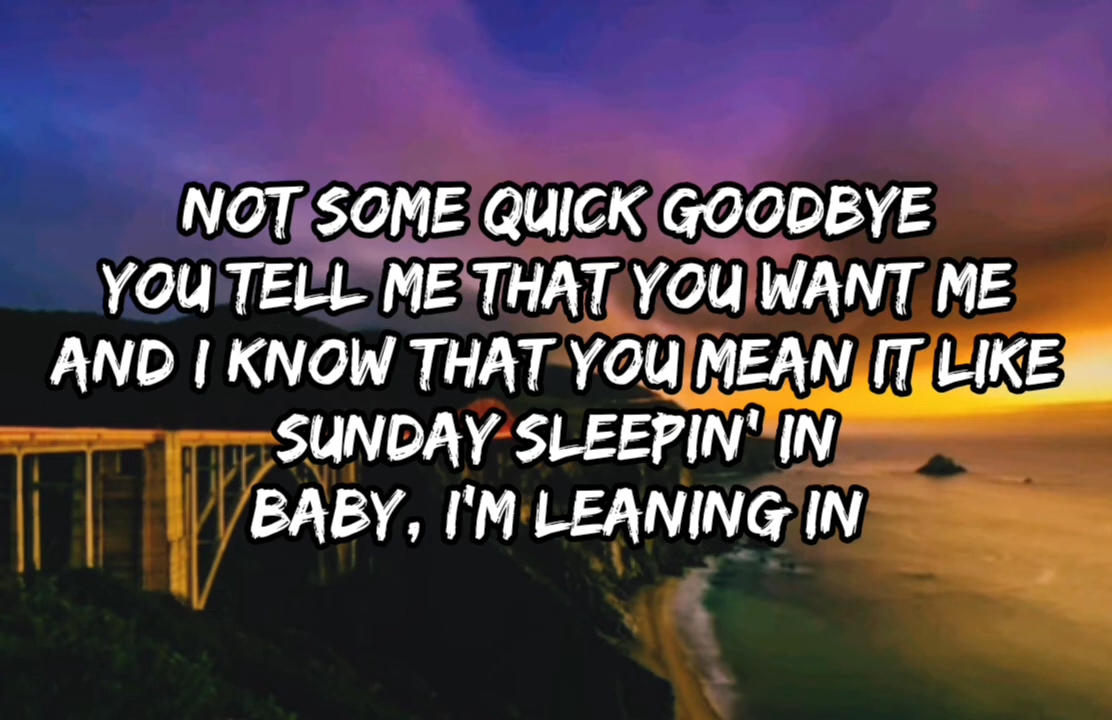 NOT SOME QUICK GOODBYE
YOU TELL ME THAT YOU WANT ME
AND I KNOW THAT YOU MEAN IT LIKE
SUNDAY SLEEPIN' IN
BABY, I'M LEANING IN